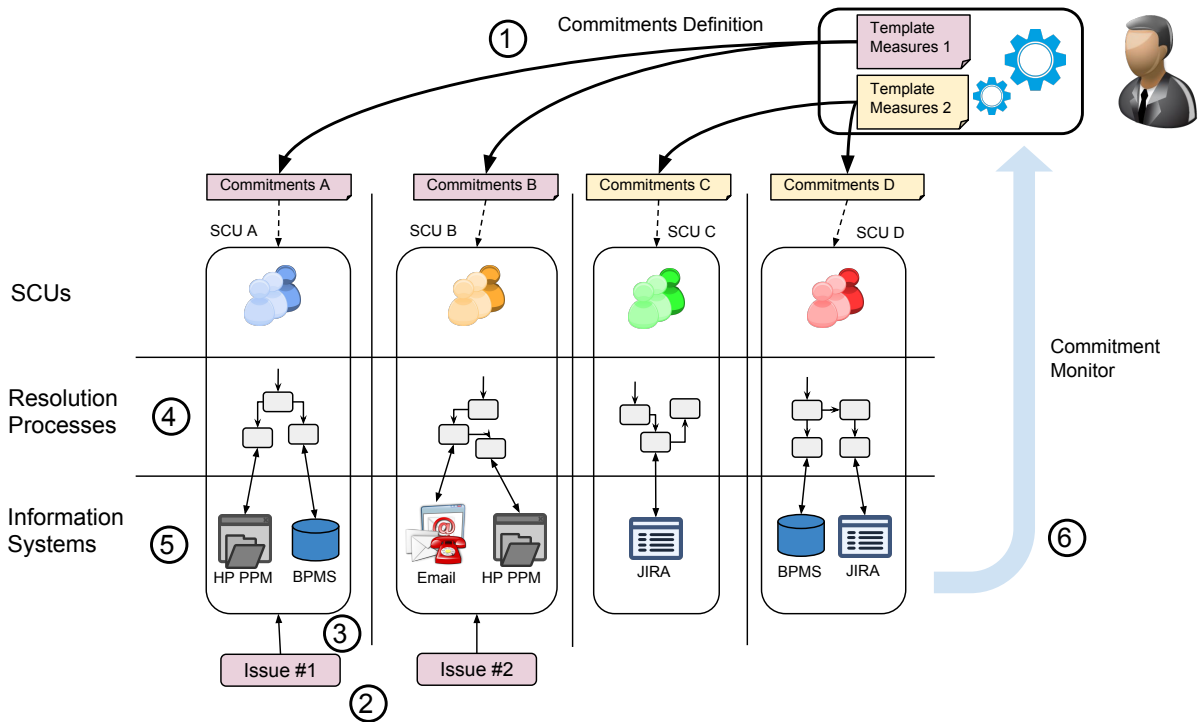 1
Commitments Definition
Template
Measures 1
Template
Measures 2
Commitments A
Commitments B
Commitments C
Commitments D
SCU A
SCU B
SCU C
SCU D
SCUs
Resolution
Processes
4
Commitment
Monitor
Information
Systems
5
@
HP PPM
BPMS
Email
HP PPM
JIRA
BPMS
JIRA
6
3
Issue #1
Issue #2
2